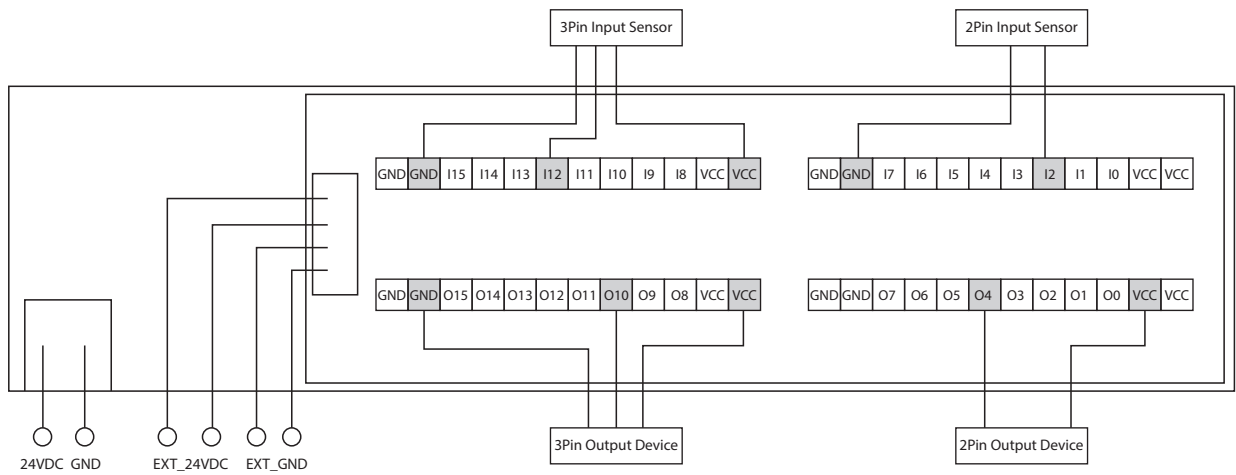 3Pin Input Sensor
2Pin Input Sensor
GND GND I15 I14 I13 I12 I11 I10 I9 I8 VCC VCC
GND GND I7 I6 I5 I4 I3 I2 I1 I0 VCC VCC
GND GND O15 O14 O13 O12 O11 O10 O9 O8 VCC VCC
GND GND O7 O6 O5 O4 O3 O2 O1 O0 VCC VCC
3Pin Output Device
2Pin Output Device
24VDC GND EXT_24VDC EXT_GND